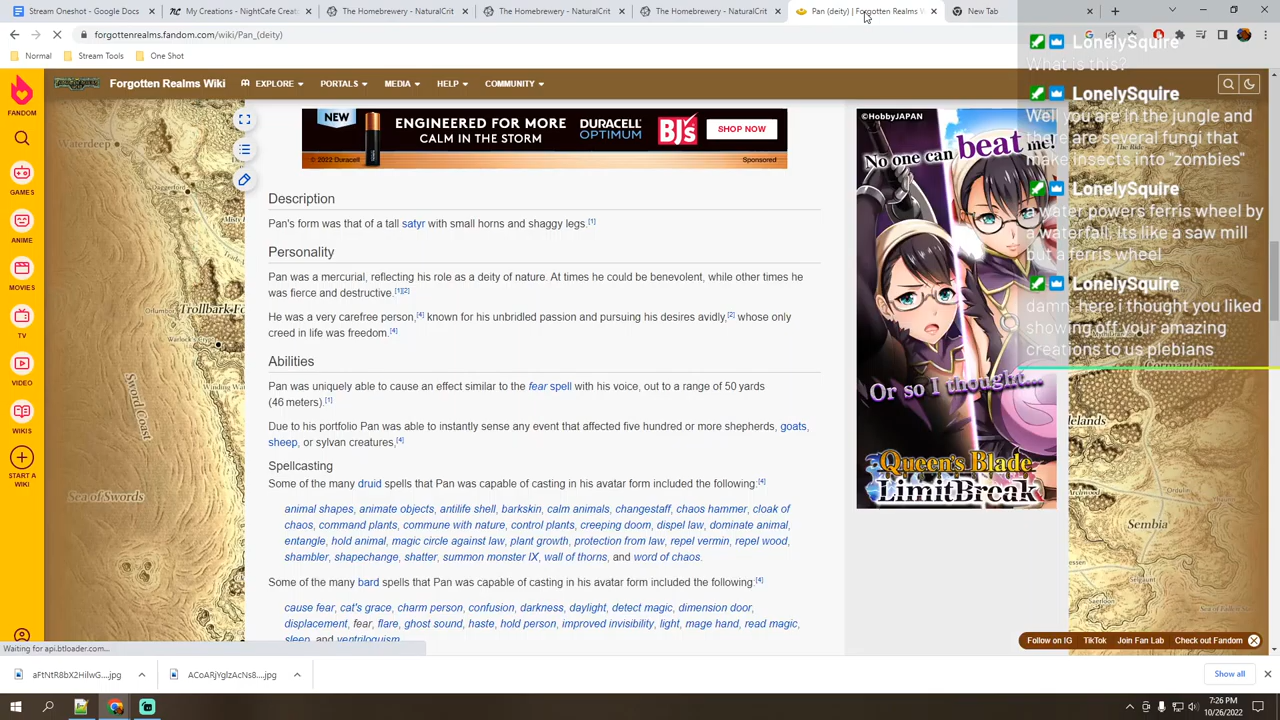 Stream Oneshot - Google Docs
My Creations - NightCafe Creat
The Homebrewery - NaturalCrit
The Homebrewery - NaturalCrit
The Homebrewery - NaturalCrit
Pan (deity) | Forgotten Realms W
New Tab
forgottenrealms.fandom.com/wiki/Pan_(deity)
Normal
Stream Tools
One Shot
FANDOM
GAMES
ANIME
MOVIES
TV
VIDEO
WIKIS
START A
WIKI
Forgotten Realms Wiki
EXPLORE
PORTALS
MEDIA
HELP
COMMUNITY
NEW
ENGINEERED FOR MORE
CALM IN THE STORM
DURACELL
OPTIMUM
BJ's
SHOP NOW
© 2022 Duracell
Sponsored
Waterdeep
Daggerford
Trollbark Fo
Warlock's
Winding Wat
Sword Coast
Sea of Swords
Description
Pan's form was that of a tall satyr with small horns and shaggy legs.[1]
Personality
Pan was a mercurial, reflecting his role as a deity of nature. At times he could be benevolent, while other times he
was fierce and destructive.[1][2]
He was a very carefree person,[4] known for his unbridled passion and pursuing his desires avidly,[2] whose only
creed in life was freedom.[4]
Abilities
Pan was uniquely able to cause an effect similar to the fear spell with his voice, out to a range of 50 yards
(46 meters).[1]
Due to his portfolio Pan was able to instantly sense any event that affected five hundred or more shepherds, goats,
sheep, or sylvan creatures,[4]
Spellcasting
Some of the many druid spells that Pan was capable of casting in his avatar form included the following:[4]
animal shapes, animate objects, antilife shell, barkskin, calm animals, changestaff, chaos hammer, cloak of
chaos, command plants, commune with nature, control plants, creeping doom, dispel law, dominate animal,
entangle, hold animal, magic circle against law, plant growth, protection from law, repel vermin, repel wood,
shambler, shapechange, shatter, summon monster IX, wall of thorns, and word of chaos.
Some of the many bard spells that Pan was capable of casting in his avatar form included the following:[4]
cause fear, cat's grace, charm person, confusion, darkness, daylight, detect magic, dimension door,
displacement, fear, flare, ghost sound, haste, hold person, improved invisibility, light, mage hand, read magic,
sleep, and ventriloquism.
©HobbyJAPAN
No one can beat me!
Or so I thought...
Queen's Blade
LimitBreak
LonelySquire
What is this?
LonelySquire
Well you are in the jungle and
there are several fungi that
make insects into "zombies"
LonelySquire
a water powers ferris wheel by
a waterfall, its like a saw mill
but a ferris wheel
LonelySquire
damn, here i thought you liked
showing off your amazing
creations to us plebians
Sembia
Follow on IG
TikTok
Join Fan Lab
Check out Fandom
Waiting for api.btloader.com...
aFtNtR8bX2HilwG....jpg
ACoARjYglzAcNs8....jpg
Show all
7:26 PM
10/26/2022